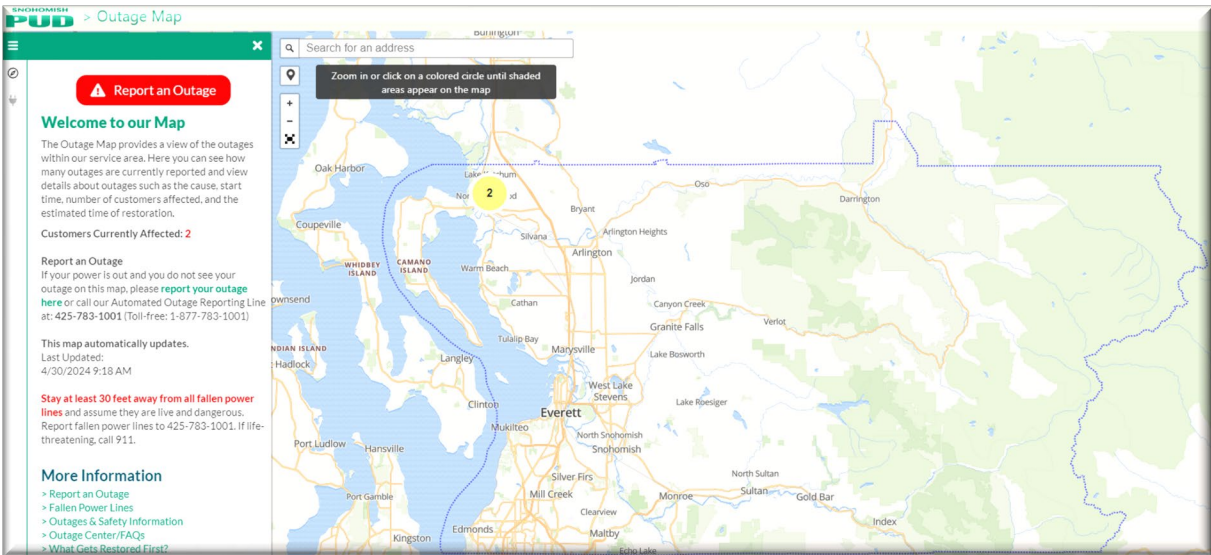 SNOHOMISH
PUD > Outage Map
Report an Outage
Welcome to our Map
The Outage Map provides a view of the outages
within our service area. Here you can see how
many outages are currently reported and view
details about outages such as the cause, start
time, number of customers affected, and the
estimated time of restoration.
Customers Currently Affected: 2
Report an Outage
If your power is out and you do not see your
outage on this map, please report your outage
here or call our Automated Outage Reporting Line
at: 425-783-1001 (Toll-free: 1-877-783-1001)
This map automatically updates.
Last Updated:
4/30/2024 9:18 AM
Stay at least 30 feet away from all fallen power
lines and assume they are live and dangerous.
Report fallen power lines to 425-783-1001. If life-
threatening, call 911.
More Information
> Report an Outage
> Fallen Power Lines
> Outages & Safety Information
> Outage Center/FAQs
> What Gets Restored First?
Search for an address
Zoom in or click on a colored circle until shaded
areas appear on the map
Burlington
Oak Harbor
2
Oso
Darrington
Bryant
Coupeville
Silvana
Arlington Heights
Arlington
WHIDBEY
ISLAND
CAMANO
ISLAND
Warm Beach
Jordan
ownsend
Cathan
Canyon Creek
Granite Falls
Verlot
Tulalip Bay
Marysville
NDIAN ISLAND
Hadlock
Langley
Lake Bosworth
West Lake
Stevens
Clinton
Everett
Lake Roesiger
Mukilteo
North Snohomish
Snohomish
Port Ludlow
Hansville
Silver Firs
North Sultan
Port Gamble
Mill Creek
Monroe
Sultan
Gold Bar
Clearview
Index
Edmonds
Kingston
Maltby
Echo Lake